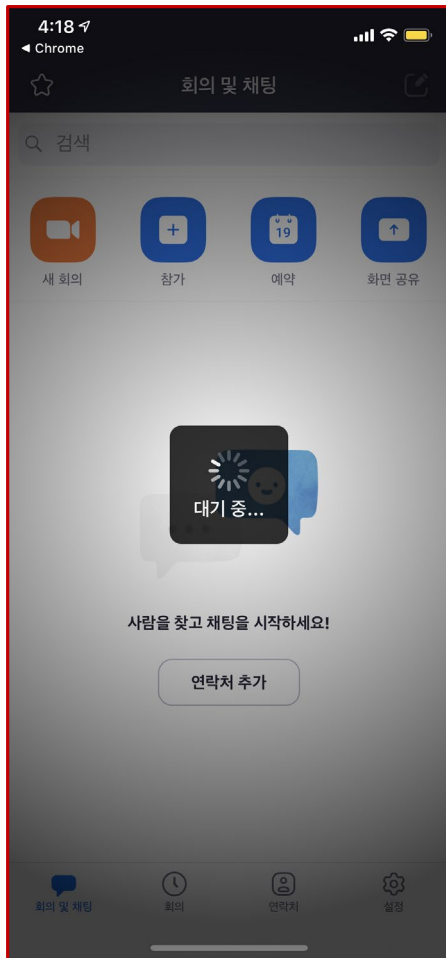 4:18
◀ Chrome
회의 및 채팅
검색
19
새 회의
참가
예약
화면 공유
대기 중...
사람을 찾고 채팅을 시작하세요!
연락처 추가
회의 및 채팅
회의
연락처
설정